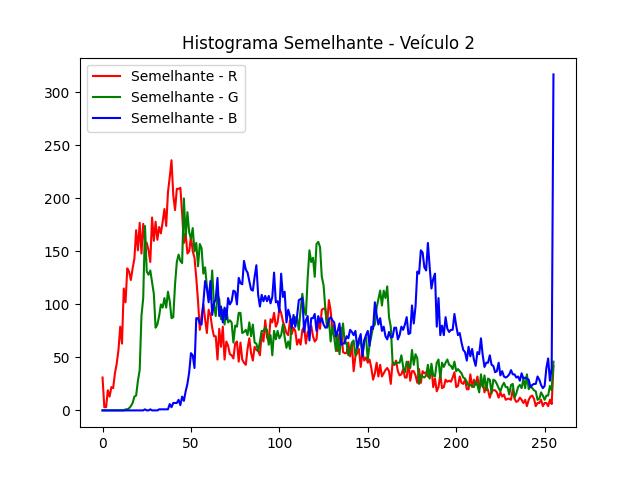 Histograma Semelhante - Veículo 2
Semelhante - R
Semelhante - G
Semelhante - B
300
250
200
150
100
50
0
0 50 100 150 200 250